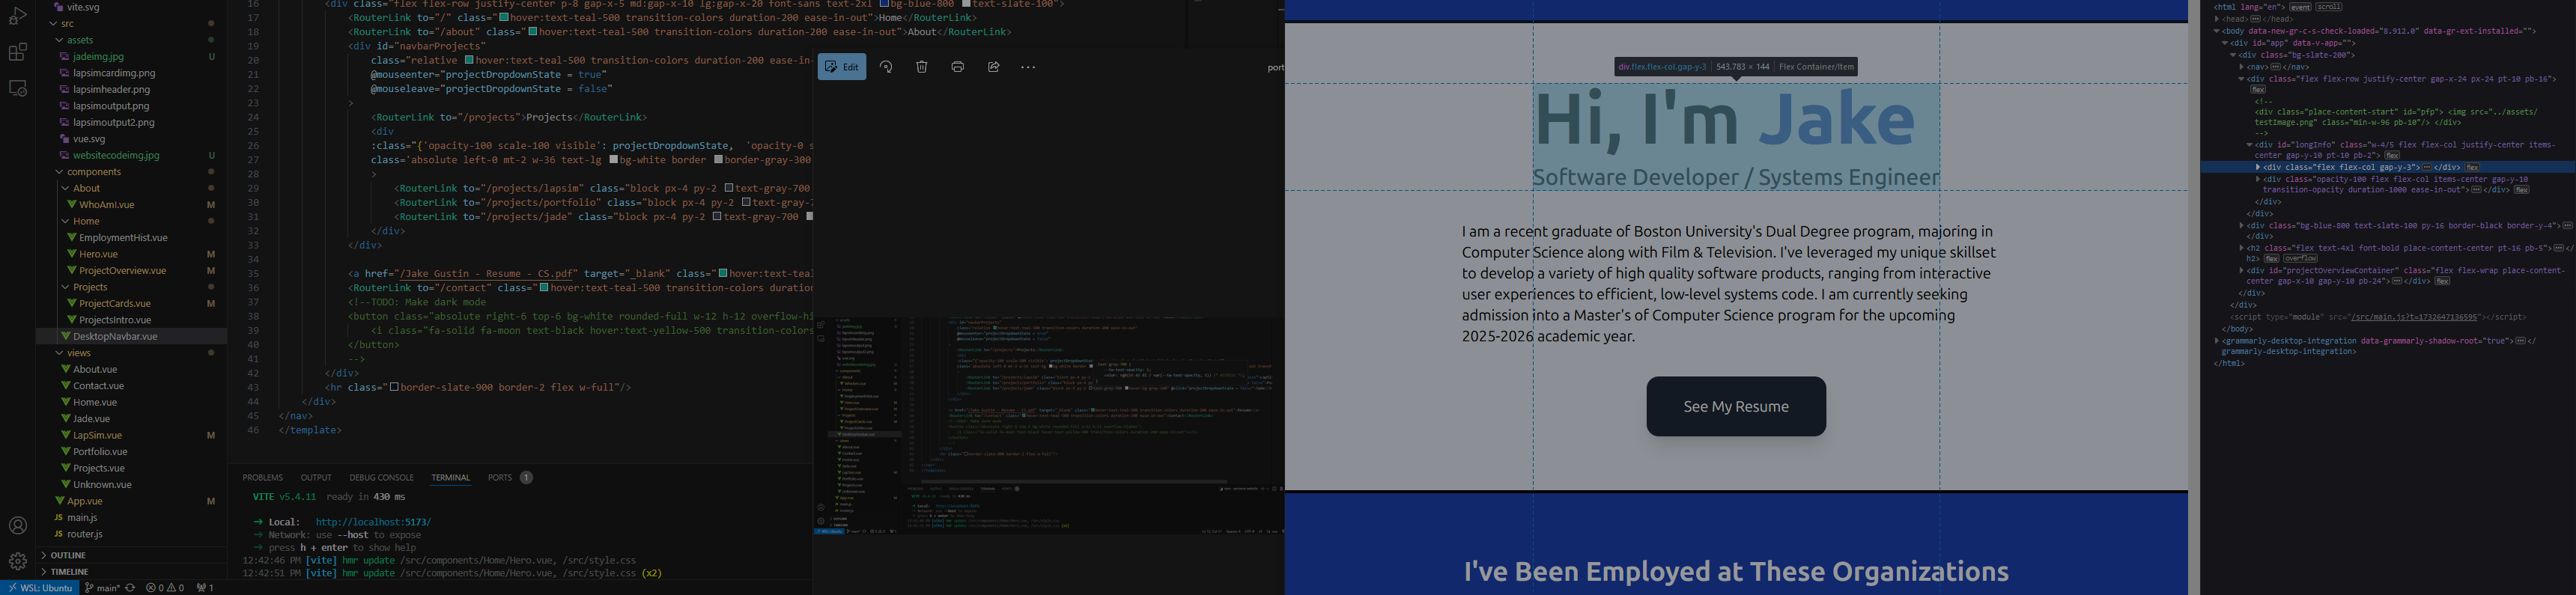 vite.svg
src
assets
jadeimg.jpg U
lapsimcardimg.png
lapsimheader.png
lapsimoutput.png
lapsimoutput2.png
vue.svg
websitecodeimg.jpg U
components
About
WhoAmI.vue M
Home
EmploymentHist.vue
Hero.vue M
ProjectOverview.vue M
Projects
ProjectCards.vue M
ProjectsIntro.vue
DesktopNavbar.vue
views
About.vue
Contact.vue
Home.vue
Jade.vue
LapSim.vue M
Portfolio.vue
Projects.vue
Unknown.vue
App.vue M
main.js
router.js
OUTLINE
TIMELINE
WSL: Ubuntu main* 0 0 1
16 <div class="flex flex-row justify-center p-8 gap-x-5 md:gap-x-10 lg:gap-x-20 font-sans text-2xl bg-blue-800 text-slate-100">
17 <RouterLink to="/" class="hover:text-teal-500 transition-colors duration-200 ease-in-out">Home</RouterLink>
18 <RouterLink to="/about" class="hover:text-teal-500 transition-colors duration-200 ease-in-out">About</RouterLink>
19 <div id="navbarProjects"
20 class="relative hover:text-teal-500 transition-colors duration-200 ease-in-
21 @mouseenter="projectDropdownState = true"
22 @mouseleave="projectDropdownState = false"
23 >
24 <RouterLink to="/projects">Projects</RouterLink>
25 <div
26 :class="{'opacity-100 scale-100 visible': projectDropdownState, 'opacity-0 s
27 class='absolute left-0 mt-2 w-36 text-lg bg-white border border-gray-300
28 >
29 <RouterLink to="/projects/lapsim" class="block px-4 py-2 text-gray-700
30 <RouterLink to="/projects/portfolio" class="block px-4 py-2 text-gray-7
31 <RouterLink to="/projects/jade" class="block px-4 py-2 text-gray-700
32 </div>
33 </div>
34
35 <a href="/Jake Gustin - Resume - CS.pdf" target="_blank" class="hover:text-teal
36 <RouterLink to="/contact" class="hover:text-teal-500 transition-colors duration
37 <!--TODO: Make dark mode
38 <button class="absolute right-6 top-6 bg-white rounded-full w-12 h-12 overflow-hi
39 <i class="fa-solid fa-moon text-black hover:text-yellow-500 transition-colors
40 </button>
41 -->
42 </div>
43 <hr class="border-slate-900 border-2 flex w-full"/>
44 </div>
45 </nav>
46 </template>
PROBLEMS OUTPUT DEBUG CONSOLE TERMINAL PORTS 1
VITE v5.4.11 ready in 430 ms
➜ Local: http://localhost:5173/
➜ Network: use --host to expose
➜ press h + enter to show help
12:42:46 PM [vite] hmr update /src/components/Home/Hero.vue, /src/style.css
12:42:51 PM [vite] hmr update /src/components/Home/Hero.vue, /src/style.css (x2)
Edit
port
div.flex.flex-col.gap-y-3 543.783 × 144 Flex Container/Item
Hi, I'm Jake
Software Developer / Systems Engineer
I am a recent graduate of Boston University's Dual Degree program, majoring in
Computer Science along with Film & Television. I've leveraged my unique skillset
to develop a variety of high quality software products, ranging from interactive
user experiences to efficient, low-level systems code. I am currently seeking
admission into a Master's of Computer Science program for the upcoming
2025-2026 academic year.
See My Resume
I've Been Employed at These Organizations
<html lang="en"> event scroll
<head></head>
<body data-new-gr-c-s-check-loaded="8.912.0" data-gr-ext-installed="">
<div id="app" data-v-app="">
<div class="bg-slate-200">
<nav></nav>
<div class="flex flex-row justify-center gap-x-24 px-24 pt-10 pb-16">
flex
<!--
<div class="place-content-start" id="pfp"> <img src="../assets/
testImage.png" class="min-w-96 pb-10"/> </div>
-->
<div id="longInfo" class="w-4/5 flex flex-col justify-center items-
center gap-y-10 pt-10 pb-2"> flex
<div class="flex flex-col gap-y-3"></div> flex
<div class="opacity-100 flex flex-col items-center gap-y-10
transition-opacity duration-1000 ease-in-out"></div> flex
</div>
</div>
<div class="bg-blue-800 text-slate-100 py-16 border-black border-y-4">
</div>
<h2 class="flex text-4xl font-bold place-content-center pt-16 pb-5"></
h2> flex overflow
<div id="projectOverviewContainer" class="flex flex-wrap place-content-
center gap-x-10 gap-y-10 pb-24"></div> flex
</div>
</div>
<script type="module" src="/src/main.js?t=1732647136595"></script>
</body>
<grammarly-desktop-integration data-grammarly-shadow-root="true"></
grammarly-desktop-integration>
</html>